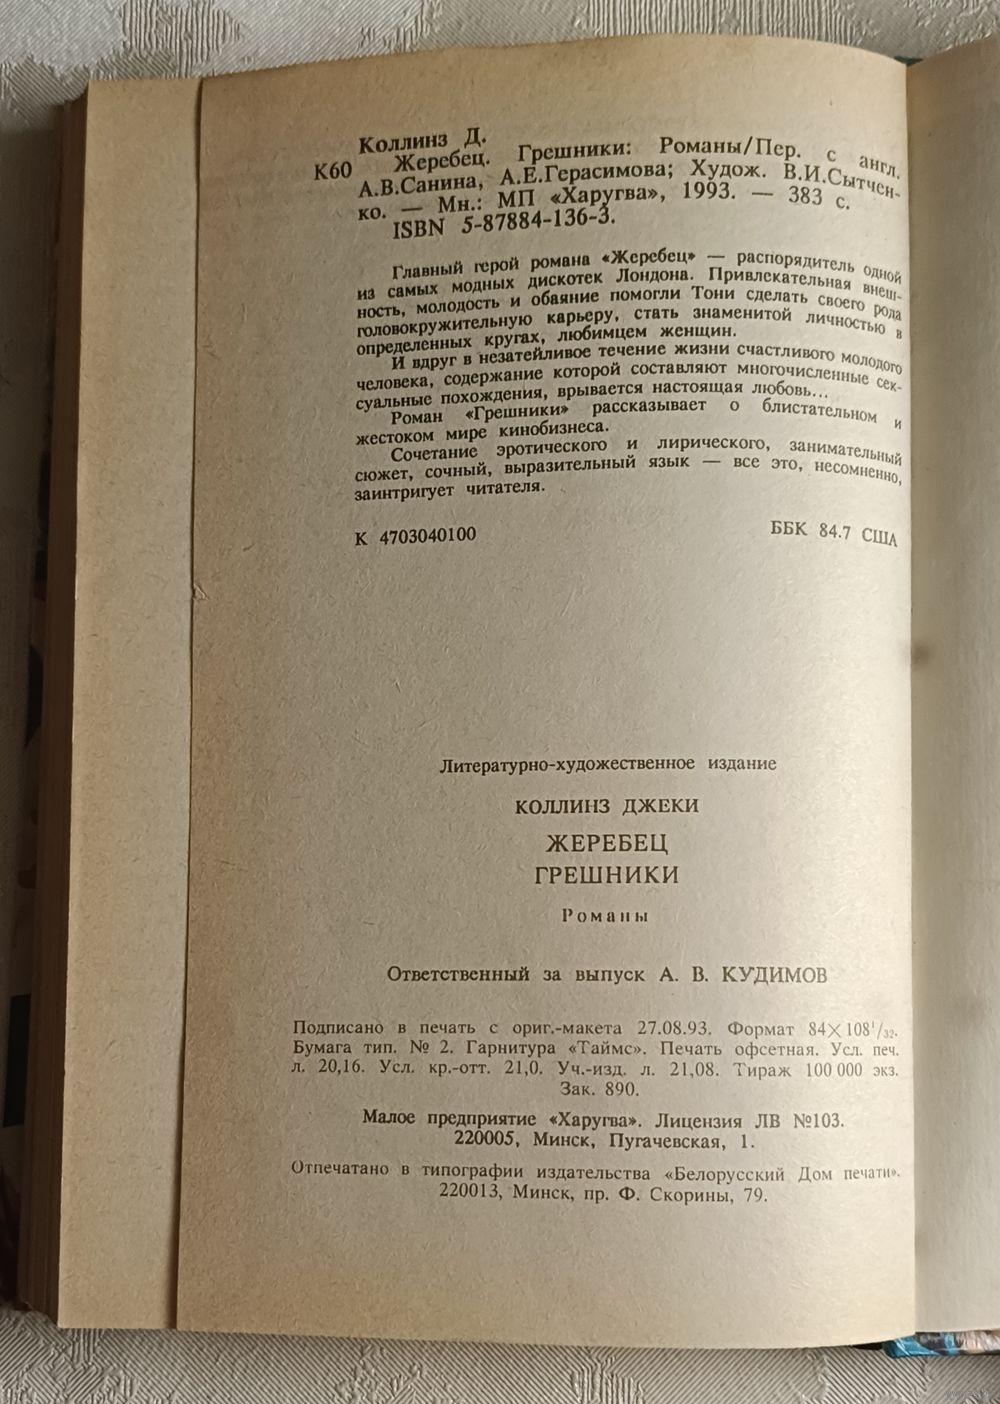 Коллинз Д.
К60 Жеребец. Грешники: Романы/Пер. с англ.
А.В.Санина, А.Е.Герасимова; Худож. В.И.Сытчен-
ко. — Мн.: МП «Харугва», 1993. — 383 с.
ISBN 5-87884-136-3.
Главный герой романа «Жеребец» — распорядитель одной
из самых модных дискотек Лондона. Привлекательная внеш-
ность, молодость и обаяние помогли Тони сделать своего рода
головокружительную карьеру, стать знаменитой личностью в
определенных кругах, любимцем женщин.
И вдруг в незатейливое течение жизни счастливого молодого
человека, содержание которой составляют многочисленные сек-
суальные похождения, врывается настоящая любовь...
Роман «Грешники» рассказывает о блистательном и
жестоком мире кинобизнеса.
Сочетание эротического и лирического, занимательный
сюжет, сочный, выразительный язык — все это, несомненно,
заинтригует читателя.
К 4703040100 ББК 84.7 США
Литературно-художественное издание
КОЛЛИНЗ ДЖЕКИ
ЖЕРЕБЕЦ
ГРЕШНИКИ
Романы
Ответственный за выпуск А. В. КУДИМОВ
Подписано в печать с ориг.-макета 27.08.93. Формат 84×108¹/₃₂.
Бумага тип. № 2. Гарнитура «Таймс». Печать офсетная. Усл. печ.
л. 20,16. Усл. кр.-отт. 21,0. Уч.-изд. л. 21,08. Тираж 100 000 экз.
Зак. 890.
Малое предприятие «Харугва». Лицензия ЛВ №103.
220005, Минск, Пугачевская, 1.
Отпечатано в типографии издательства «Белорусский Дом печати».
220013, Минск, пр. Ф. Скорины, 79.